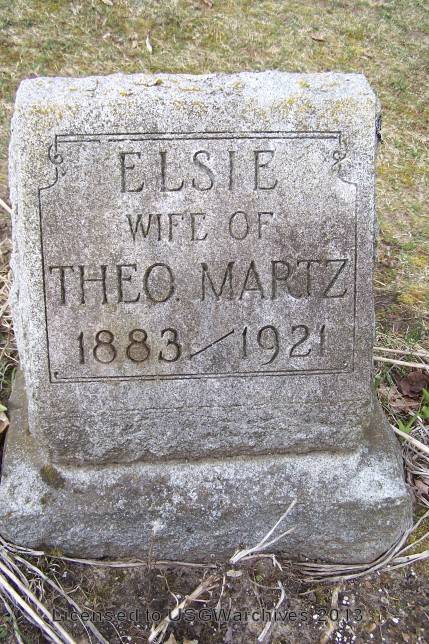 ELSIE
WIFE OF
THEO. MARTZ
1883 / 1921
Licensed to USGWarchives 2013